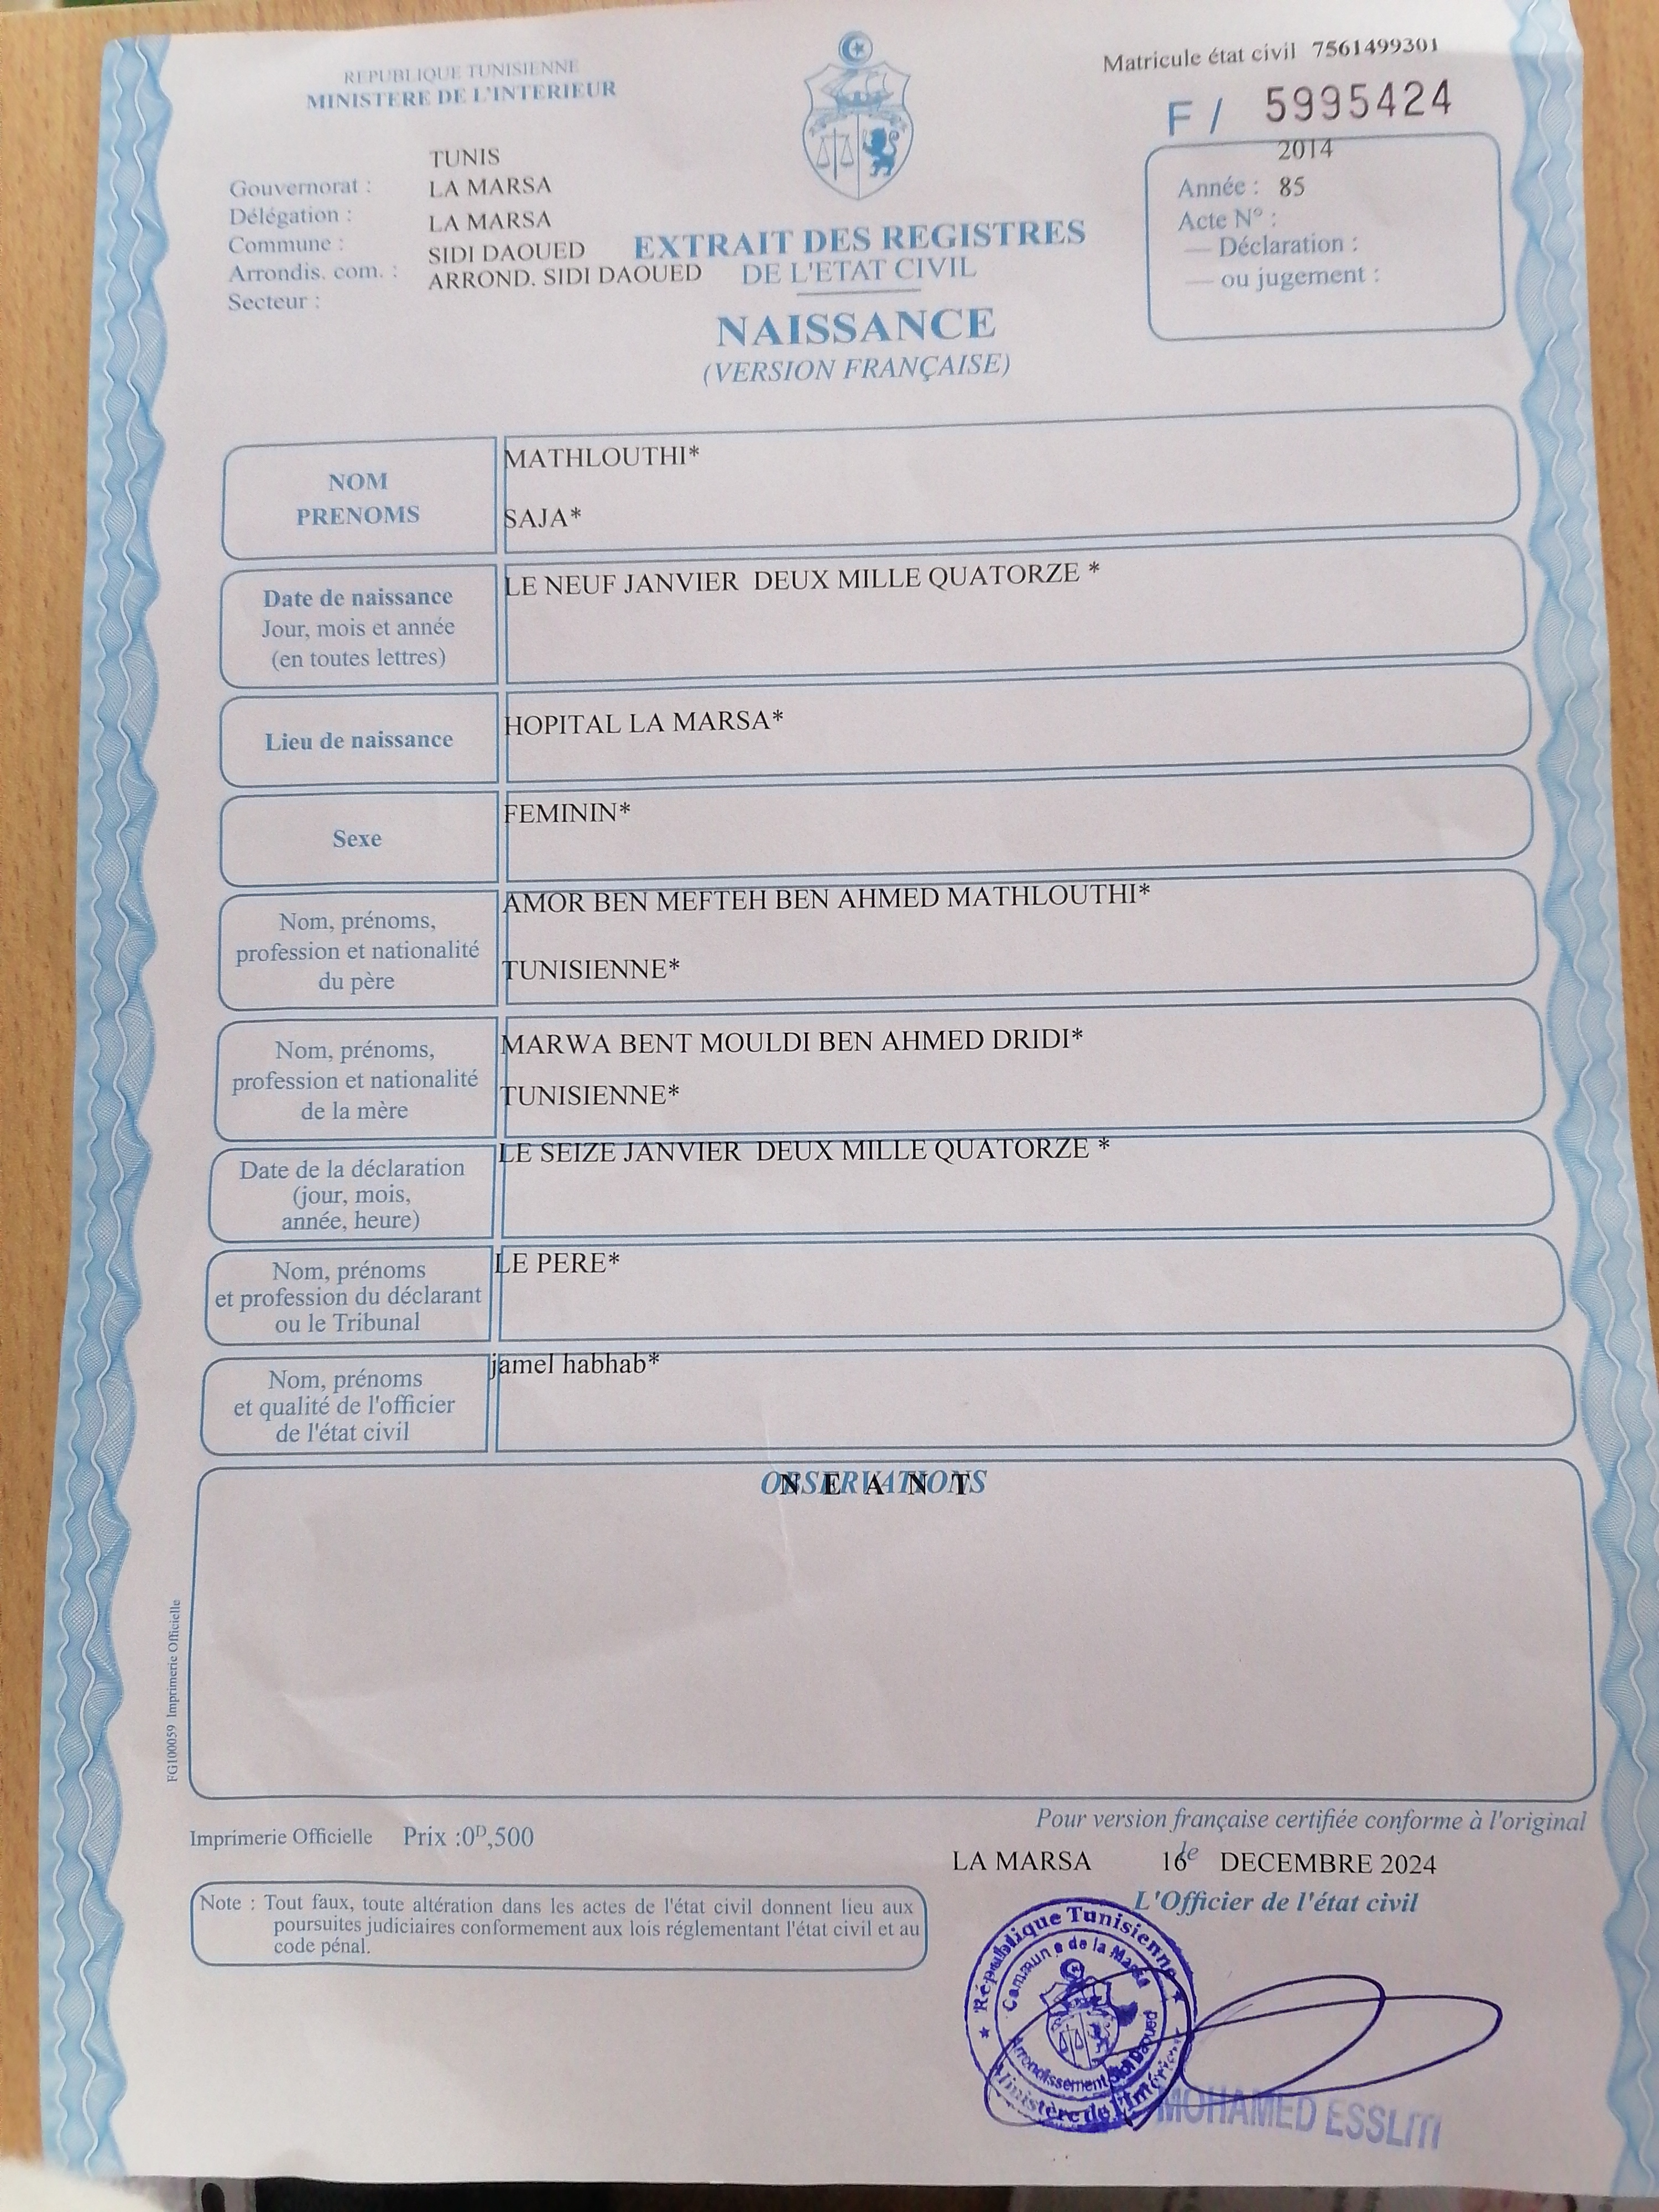 REPUBLIQUE TUNISIENNE
MINISTERE DE L'INTERIEUR
Matricule état civil 7561499301
F / 5995424
TUNIS
Gouvernorat : LA MARSA
Délégation : LA MARSA
Commune : SIDI DAOUED
Arrondis. com. : ARROND. SIDI DAOUED
Secteur :
2014
Année : 85
Acte N° :
— Déclaration :
— ou jugement :
EXTRAIT DES REGISTRES
DE L'ETAT CIVIL
NAISSANCE
(VERSION FRANÇAISE)
NOM
PRENOMS
MATHLOUTHI*
SAJA*
Date de naissance
Jour, mois et année
(en toutes lettres)
LE NEUF JANVIER DEUX MILLE QUATORZE *
Lieu de naissance
HOPITAL LA MARSA*
Sexe
FEMININ*
Nom, prénoms,
profession et nationalité
du père
AMOR BEN MEFTEH BEN AHMED MATHLOUTHI*
TUNISIENNE*
Nom, prénoms,
profession et nationalité
de la mère
MARWA BENT MOULDI BEN AHMED DRIDI*
TUNISIENNE*
Date de la déclaration
(jour, mois,
année, heure)
LE SEIZE JANVIER DEUX MILLE QUATORZE *
Nom, prénoms
et profession du déclarant
ou le Tribunal
LE PERE*
Nom, prénoms
et qualité de l'officier
de l'état civil
jamel habhab*
OBSERVATIONS
N E A N T
FG100059 Imprimerie Officielle
Imprimerie Officielle Prix :0ᴰ,500
Pour version française certifiée conforme à l'original
LA MARSA le 16 DECEMBRE 2024
L'Officier de l'état civil
Note : Tout faux, toute altération dans les actes de l'état civil donnent lieu aux
poursuites judiciaires conformement aux lois réglementant l'état civil et au
code pénal.
République Tunisienne
Commune de la Marsa
Arrondissement Sidi Daoued
Ministère de l'Intérieur
MOHAMED ESSLITI